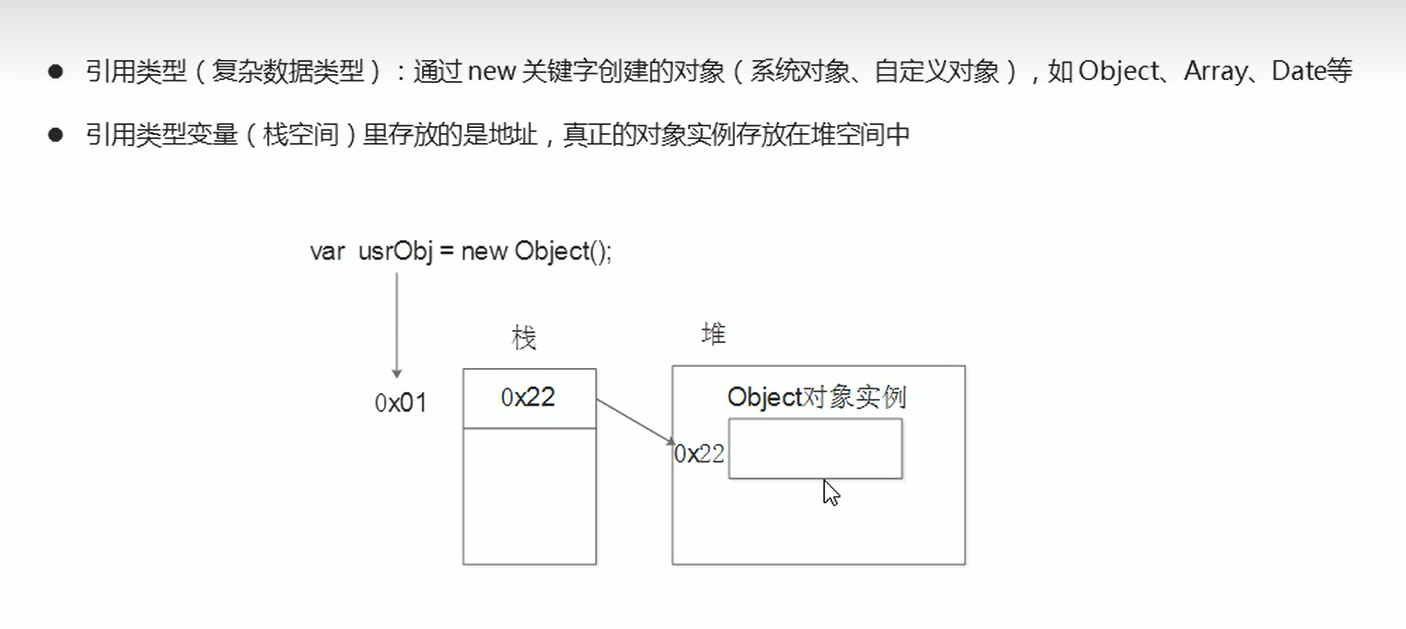 ● 引用类型（复杂数据类型）：通过 new 关键字创建的对象（系统对象、自定义对象），如 Object、Array、Date等
● 引用类型变量（栈空间）里存放的是地址，真正的对象实例存放在堆空间中
var usrObj = new Object();
栈 堆
0x01 0x22 Object对象实例
0x22